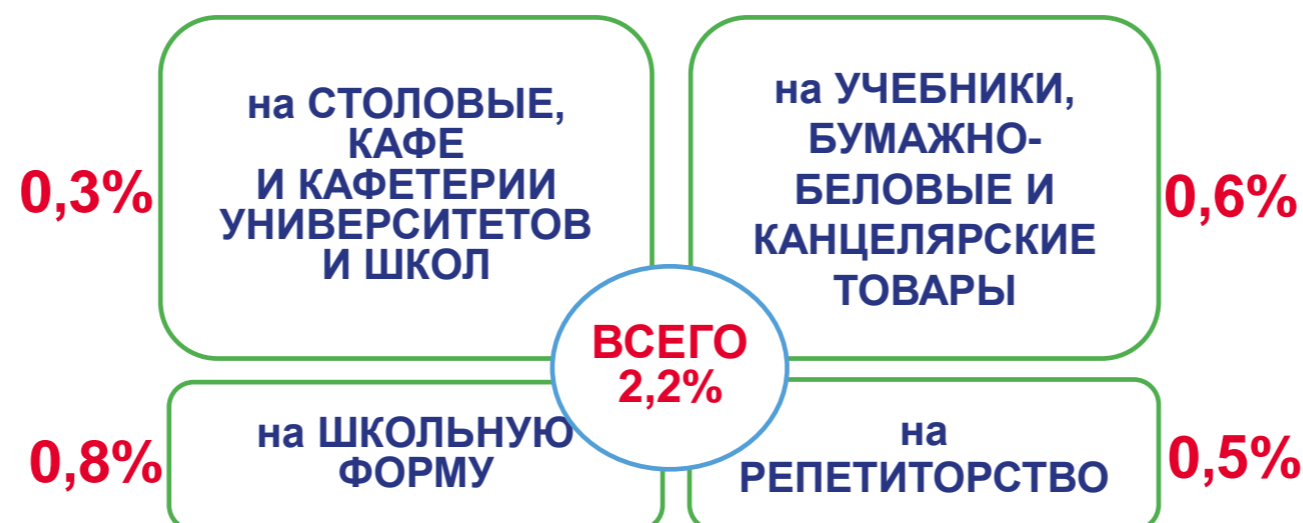 0,3%
на СТОЛОВЫЕ,
КАФЕ
И КАФЕТЕРИИ
УНИВЕРСИТЕТОВ
И ШКОЛ
на УЧЕБНИКИ,
БУМАЖНО-
БЕЛОВЫЕ И
КАНЦЕЛЯРСКИЕ
ТОВАРЫ
0,6%
ВСЕГО
2,2%
0,8%
на ШКОЛЬНУЮ
ФОРМУ
на
РЕПЕТИТОРСТВО
0,5%